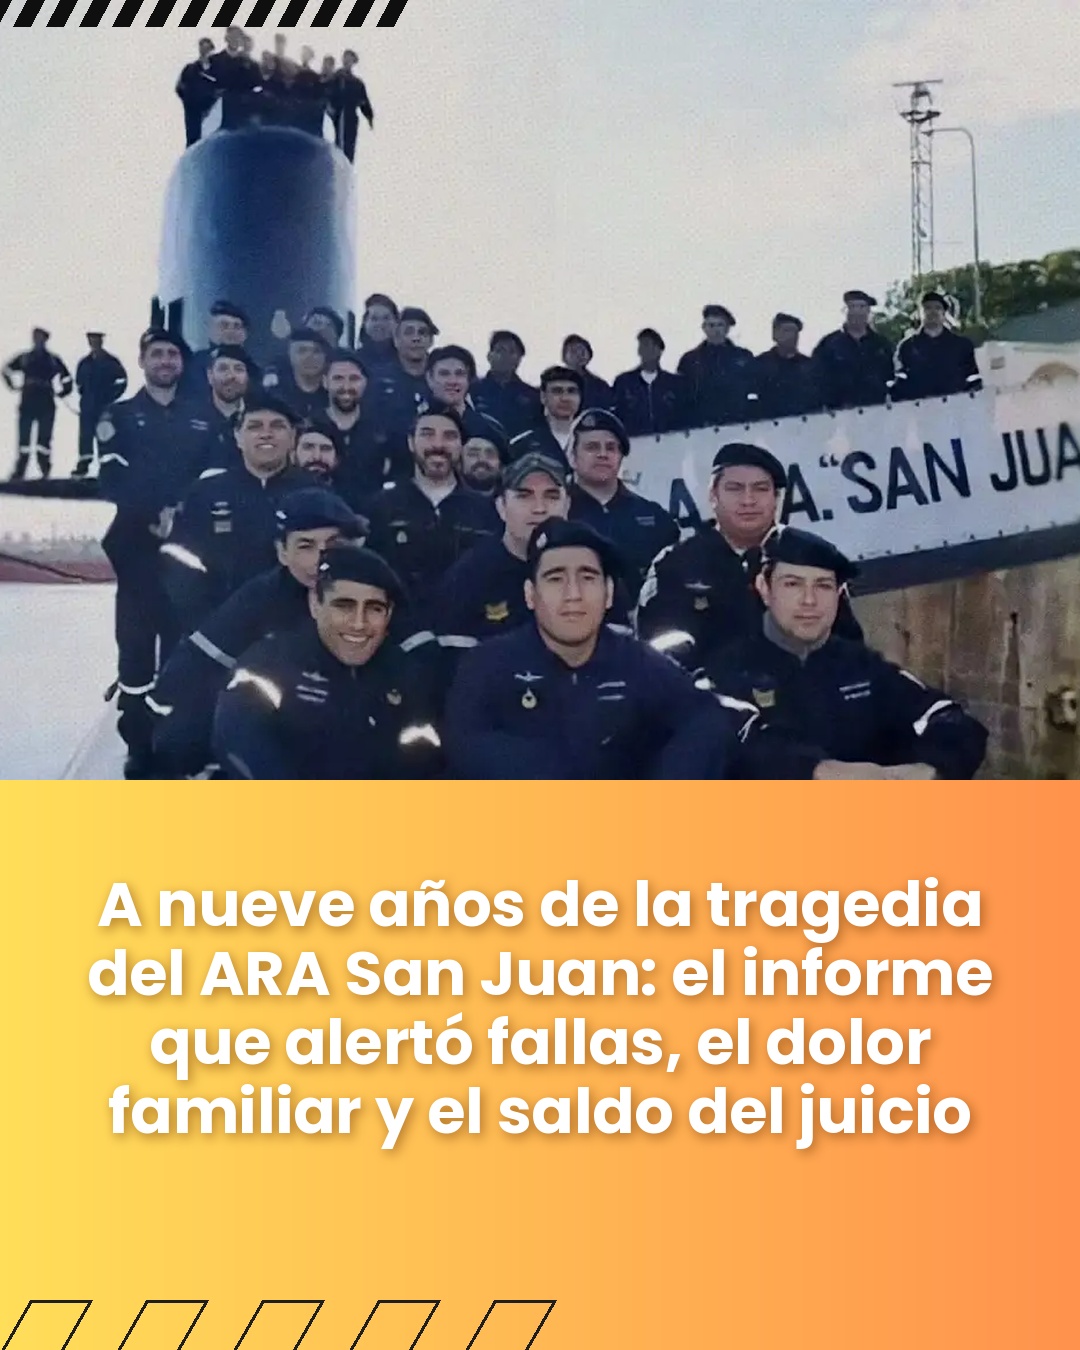 A.R.A. “SAN JUA
A nueve años de la tragedia
del ARA San Juan: el informe
que alertó fallas, el dolor
familiar y el saldo del juicio